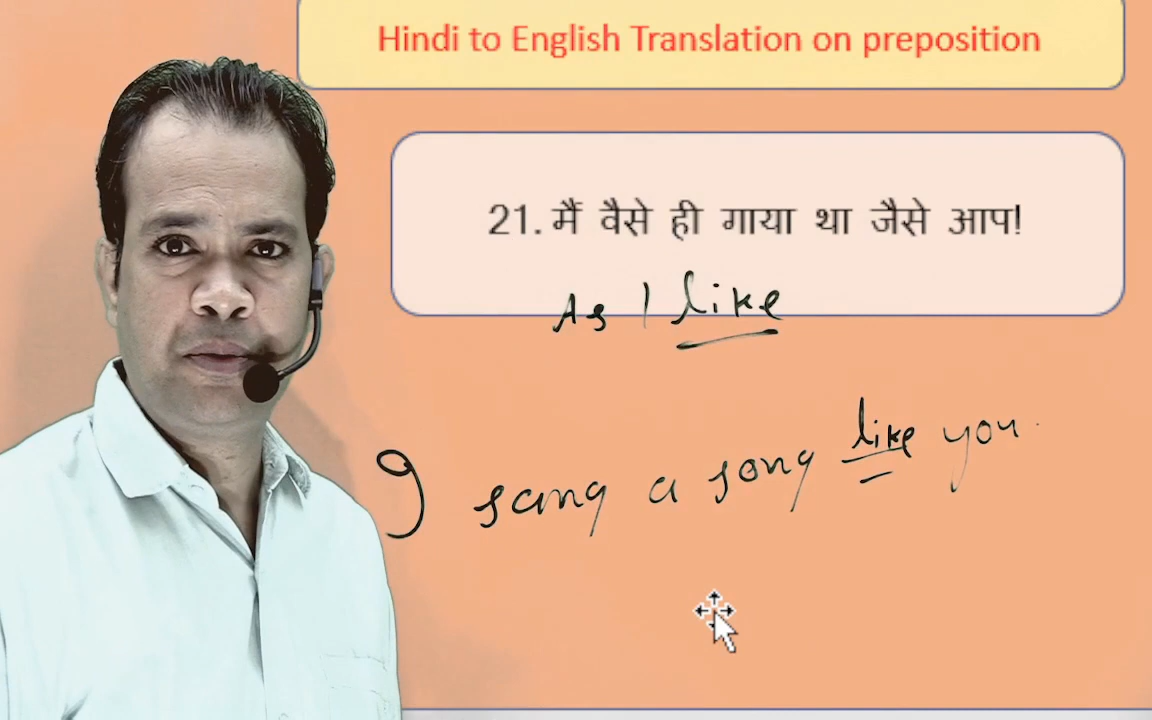 Hindi to English Translation on preposition
21. मैं वैसे ही गाया था जैसे आप!
As / like
I sang a song like you.